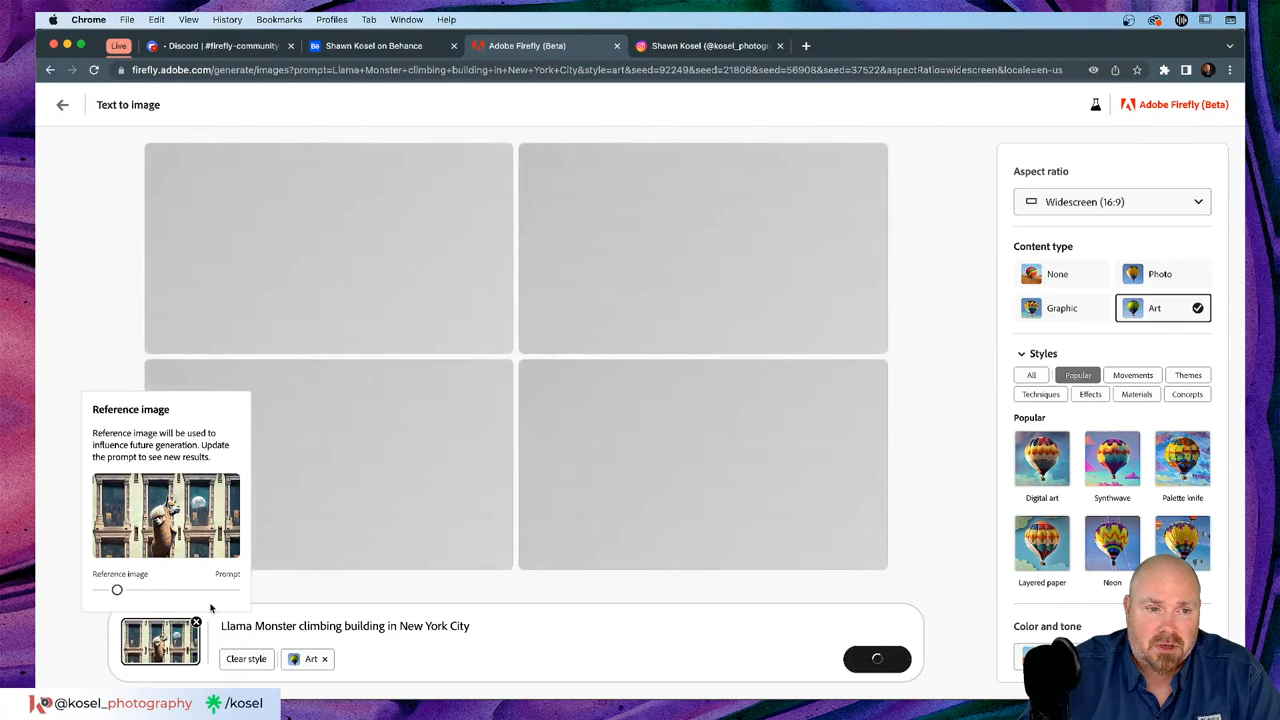 Chrome File Edit View History Bookmarks Profiles Tab Window Help
Live • Discord | #firefly-community × Shawn Kosel on Behance × Adobe Firefly (Beta) × Shawn Kosel (@kosel_photogr × +
firefly.adobe.com/generate/images?prompt=Llama+Monster+climbing+building+in+New+York+City&style=art&seed=92249&seed=21806&seed=56908&seed=37522&aspectRatio=widescreen&locale=en-us
Text to image
Adobe Firefly (Beta)
Aspect ratio
Widescreen (16:9)
Content type
None Photo
Graphic Art
Styles
All Popular Movements Themes
Techniques Effects Materials Concepts
Popular
Digital art Synthwave Palette knife
Layered paper Neon
Color and tone
Reference image
Reference image will be used to
influence future generation. Update
the prompt to see new results.
Reference image Prompt
Llama Monster climbing building in New York City
Clear style Art ×
@kosel_photography /kosel